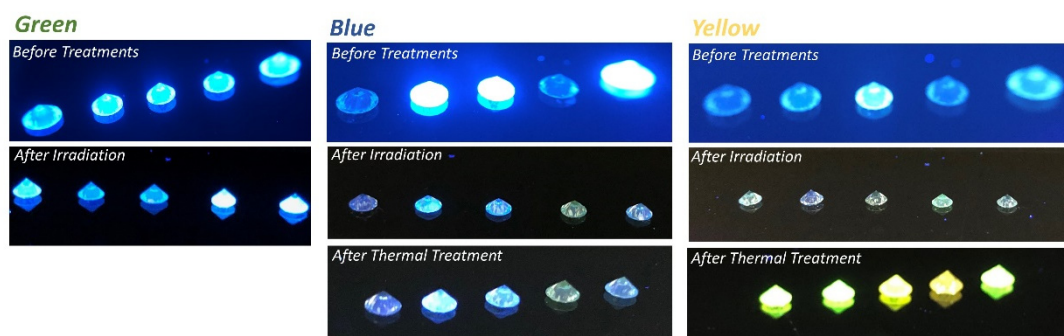 Green
Before Treatments
After Irradiation
Blue
Before Treatments
After Irradiation
After Thermal Treatment
Yellow
Before Treatments
After Irradiation
After Thermal Treatment